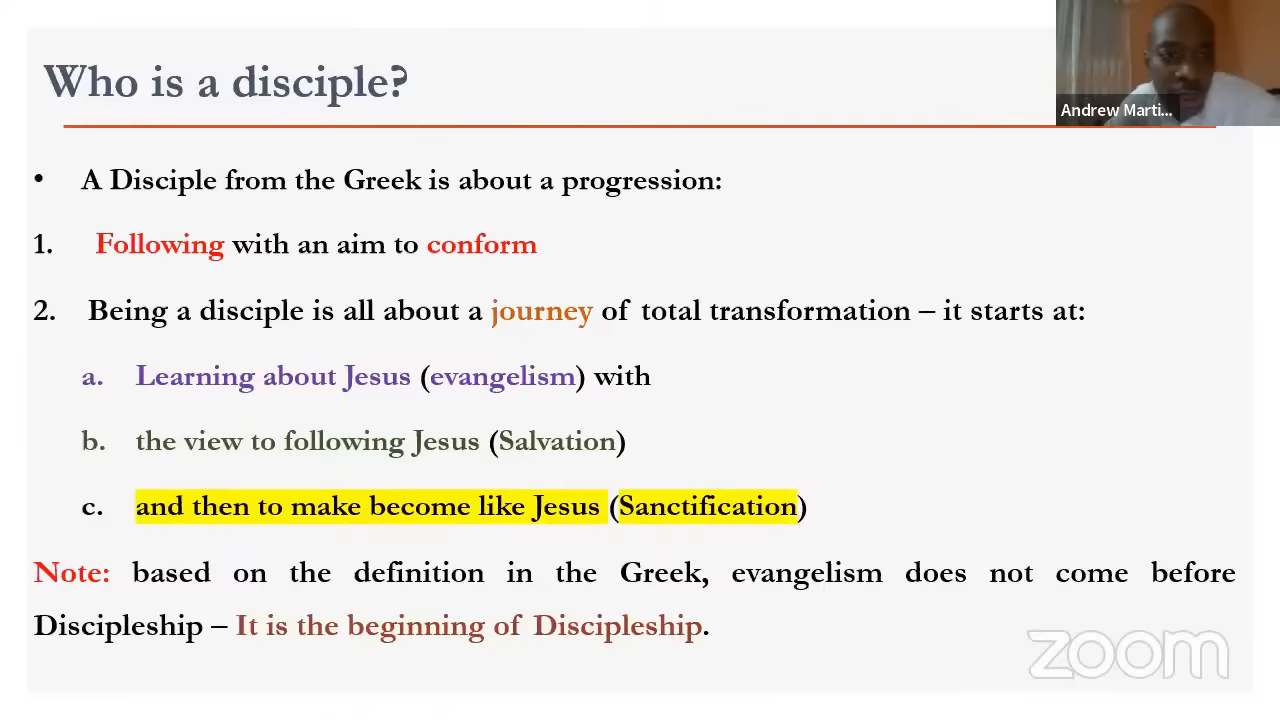 Who is a disciple?
Andrew Marti...
• A Disciple from the Greek is about a progression:
1. Following with an aim to conform
2. Being a disciple is all about a journey of total transformation – it starts at:
a. Learning about Jesus (evangelism) with
b. the view to following Jesus (Salvation)
c. and then to make become like Jesus (Sanctification)
Note: based on the definition in the Greek, evangelism does not come before
Discipleship – It is the beginning of Discipleship.
zoom